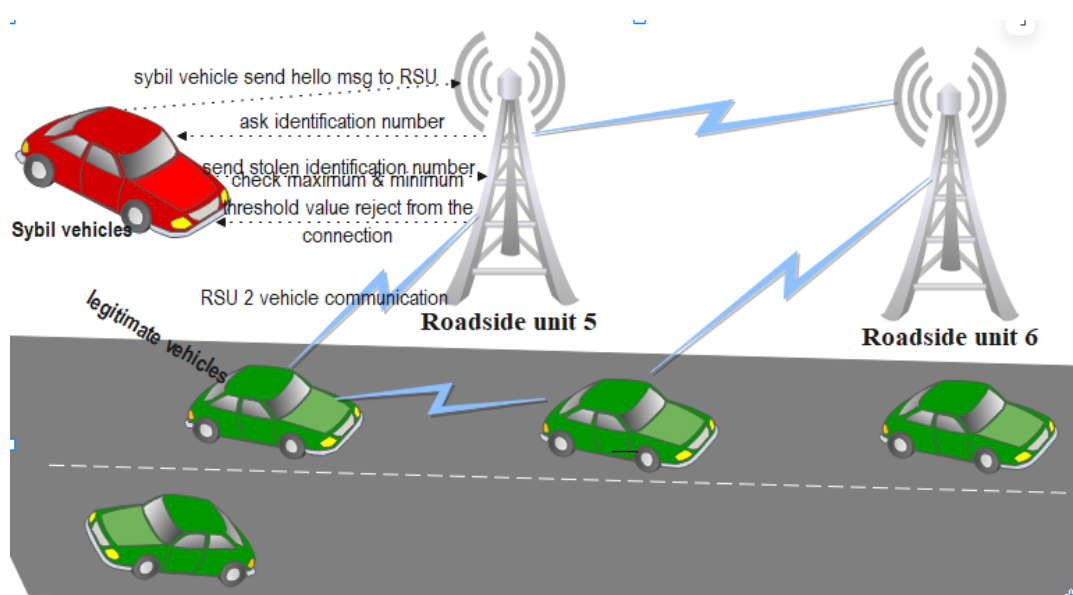 sybil vehicle send hello msg to RSU
ask identification number
send stolen identification number
check maximum & minimum
threshold value reject from the
connection
Sybil vehicles
RSU 2 vehicle communication
legitimate vehicles
Roadside unit 5
Roadside unit 6